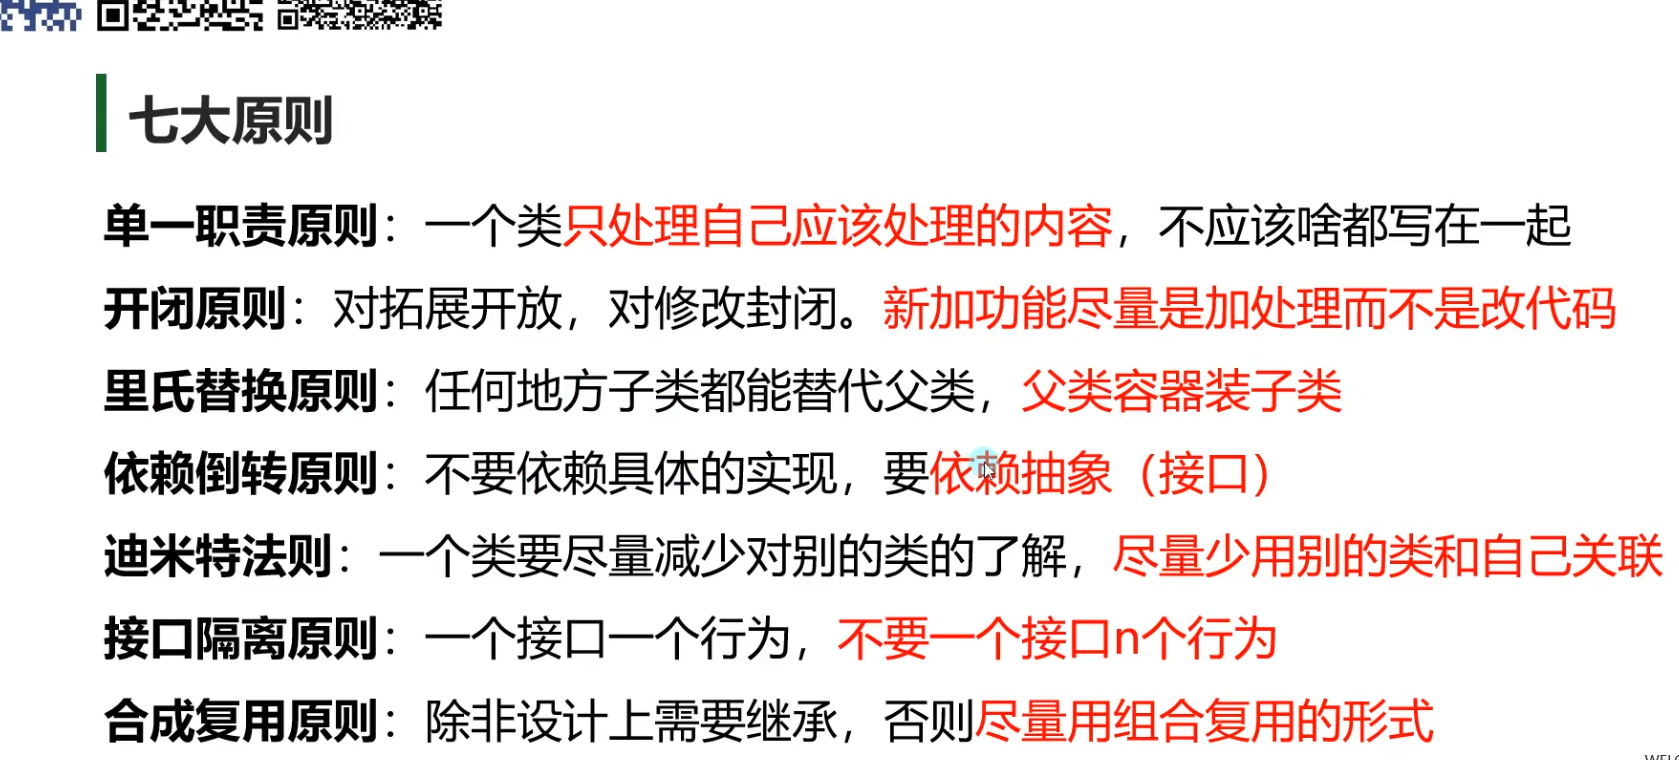 七大原则
单一职责原则：一个类只处理自己应该处理的内容，不应该啥都写在一起
开闭原则：对拓展开放，对修改封闭。新加功能尽量是加处理而不是改代码
里氏替换原则：任何地方子类都能替代父类，父类容器装子类
依赖倒转原则：不要依赖具体的实现，要依赖抽象（接口）
迪米特法则：一个类要尽量减少对别的类的了解，尽量少用别的类和自己关联
接口隔离原则：一个接口一个行为，不要一个接口n个行为
合成复用原则：除非设计上需要继承，否则尽量用组合复用的形式